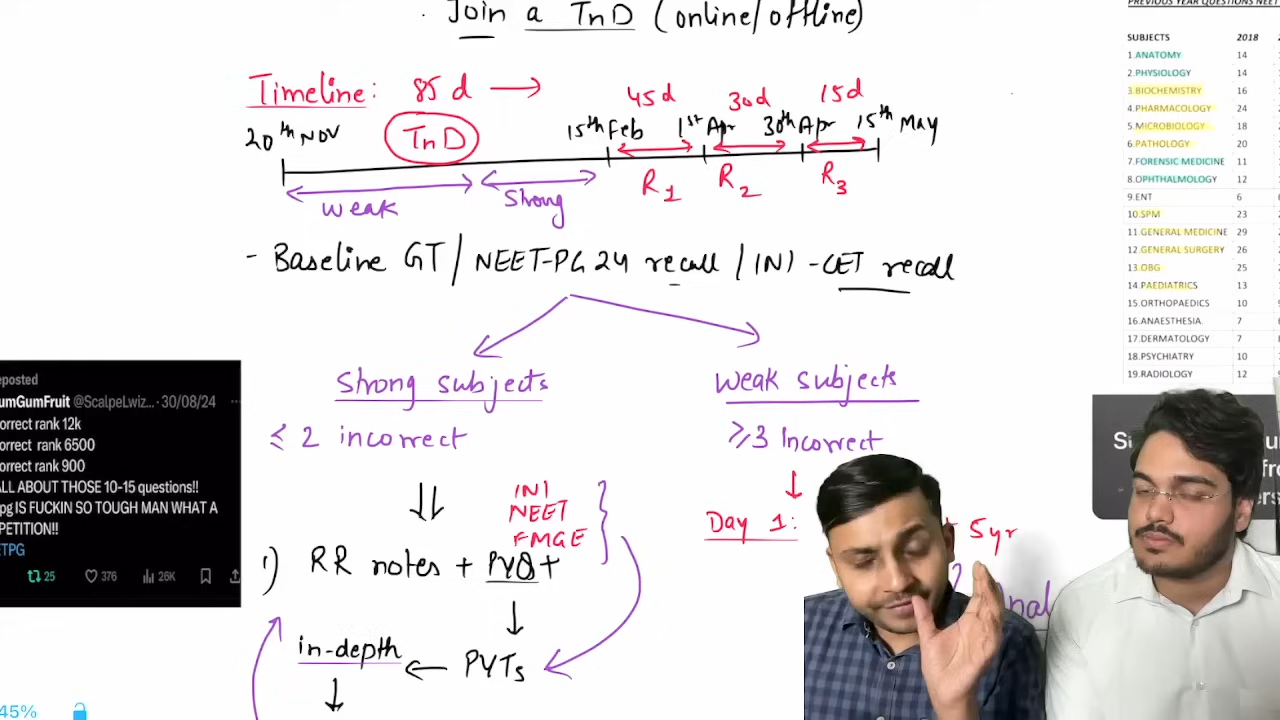 Join a TnD (online/offline)
Timeline: 85 d →
45d 30d 15d
20th NOV TnD 15th Feb 1st Apr 30th Apr 15th May
weak strong R1 R2 R3
- Baseline GT / NEET-PG 24 recall / INI-CET recall
Strong subjects
≤ 2 incorrect
INI
NEET
FMGE
1) RR notes + PYQ +
in-depth ← PYTs
Weak subjects
≥3 Incorrect
Day 1:
5yr
PREVIOUS YEAR QUESTIONS NEET
SUBJECTS 2018
1.ANATOMY 14
2.PHYSIOLOGY 14
3.BIOCHEMISTRY 16
4.PHARMACOLOGY 24
5.MICROBIOLOGY 18
6.PATHOLOGY 20
7.FORENSIC MEDICINE 11
8.OPHTHALMOLOGY 12
9.ENT 6
10.SPM 23
11.GENERAL MEDICINE 29
12.GENERAL SURGERY 26
13.OBG 25
14.PAEDIATRICS 13
15.ORTHOPAEDICS 10
16.ANAESTHESIA 7
17.DERMATOLOGY 7
18.PSYCHIATRY 10
19.RADIOLOGY 12
eposted
umGumFruit @ScalpeLwiz... · 30/08/24 ...
orrect rank 12k
orrect rank 6500
orrect rank 900
ALL ABOUT THOSE 10-15 questions!!
pg IS FUCKIN SO TOUGH MAN WHAT A
PETITION!!
ETPG
25 376 26K
45%